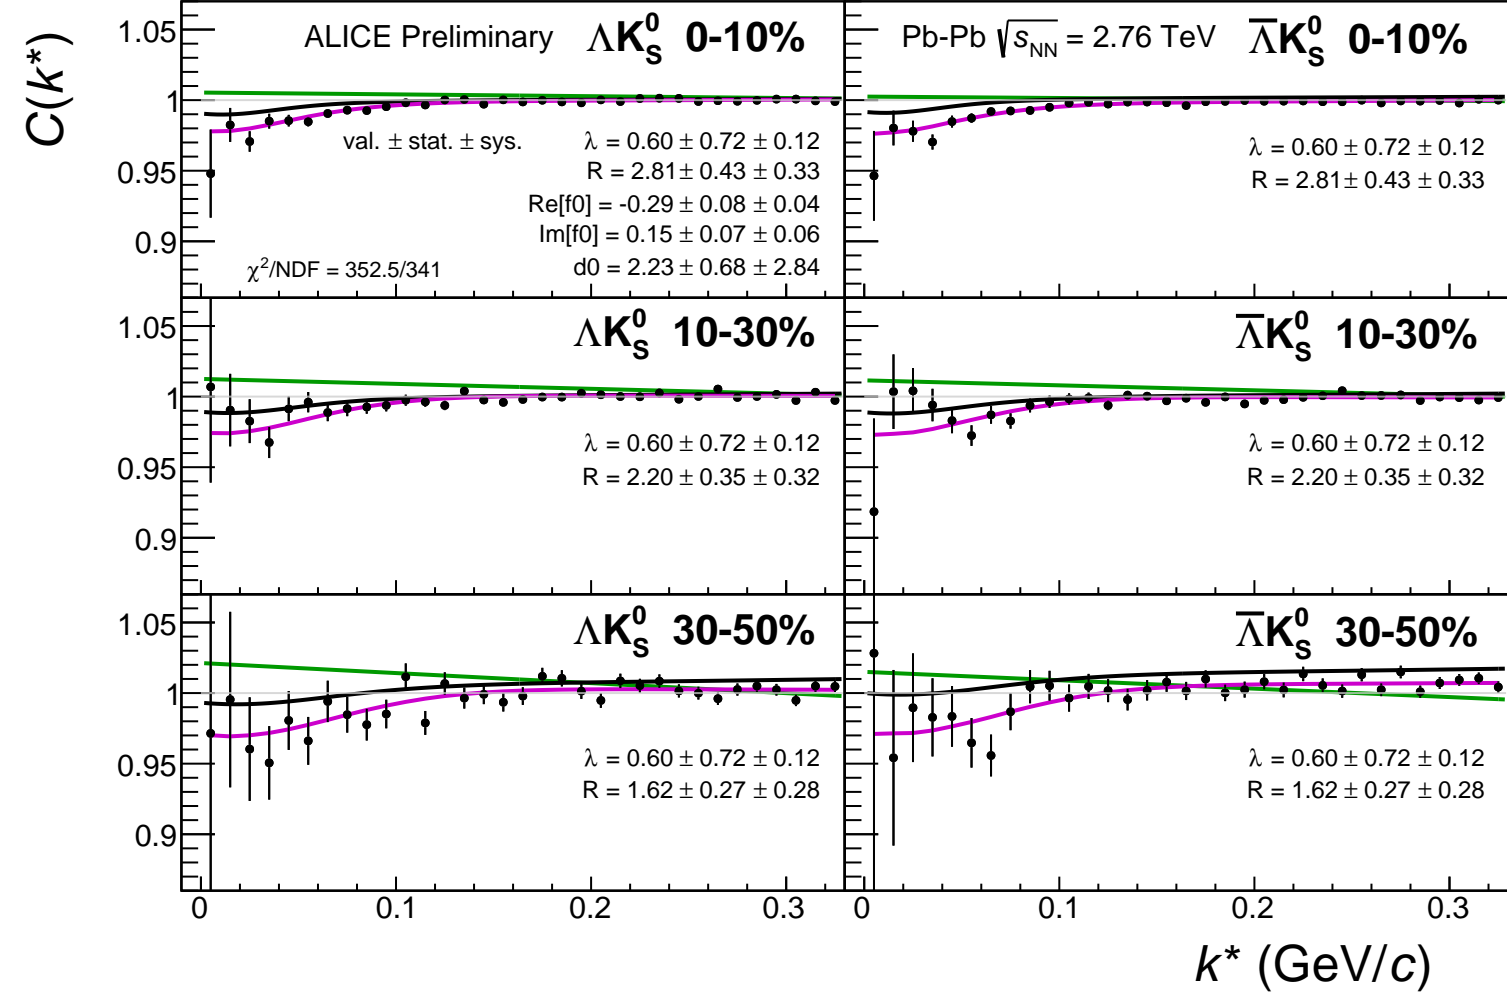 C(k*)
ALICE Preliminary ΛK⁰_S 0-10%
1.05
1
0.95
0.9
val. ± stat. ± sys.
λ = 0.60 ± 0.72 ± 0.12
R = 2.81 ± 0.43 ± 0.33
Re[f0] = -0.29 ± 0.08 ± 0.04
Im[f0] = 0.15 ± 0.07 ± 0.06
d0 = 2.23 ± 0.68 ± 2.84
χ²/NDF = 352.5/341
Pb-Pb √s_NN = 2.76 TeV Λ̅K⁰_S 0-10%
λ = 0.60 ± 0.72 ± 0.12
R = 2.81 ± 0.43 ± 0.33
ΛK⁰_S 10-30%
1.05
1
0.95
0.9
λ = 0.60 ± 0.72 ± 0.12
R = 2.20 ± 0.35 ± 0.32
Λ̅K⁰_S 10-30%
λ = 0.60 ± 0.72 ± 0.12
R = 2.20 ± 0.35 ± 0.32
ΛK⁰_S 30-50%
1.05
1
0.95
0.9
λ = 0.60 ± 0.72 ± 0.12
R = 1.62 ± 0.27 ± 0.28
Λ̅K⁰_S 30-50%
λ = 0.60 ± 0.72 ± 0.12
R = 1.62 ± 0.27 ± 0.28
0 0.1 0.2 0.3 0 0.1 0.2 0.3
k* (GeV/c)